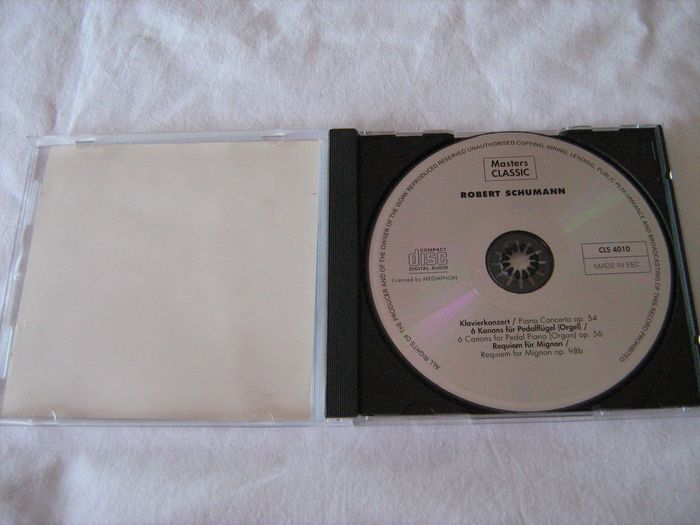 ALL RIGHTS OF THE PRODUCER AND OF THE OWNER OF THE WORK REPRODUCED RESERVED UNAUTHORISED COPYING, HIRING, LENDING, PUBLIC PERFORMANCE AND BROADCASTING OF THIS RECORD PROHIBITED
Masters
CLASSIC
ROBERT SCHUMANN
COMPACT
disc
DIGITAL AUDIO
Licensed by MEDIAPHON
CLS 4010
MADE IN EEC
Klavierkonzert / Piano Concerto op. 54
6 Kanons für Pedalflügel (Orgel) /
6 Canons for Pedal Piano (Organ) op. 56
Requiem für Mignon /
Requiem for Mignon op. 98b